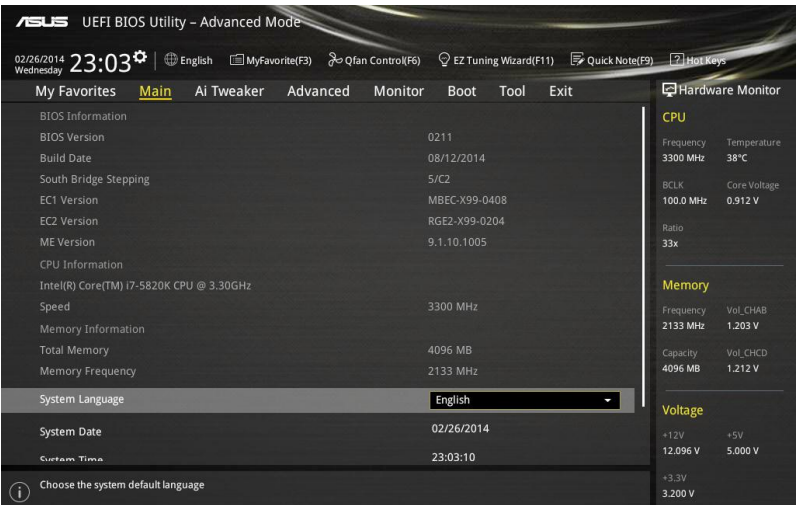 ASUS UEFI BIOS Utility – Advanced Mode
02/26/2014 Wednesday 23:03 English MyFavorite(F3) Qfan Control(F6) EZ Tuning Wizard(F11) Quick Note(F9) ? Hot Keys
My Favorites Main Ai Tweaker Advanced Monitor Boot Tool Exit
BIOS Information
BIOS Version 0211
Build Date 08/12/2014
South Bridge Stepping 5/C2
EC1 Version MBEC-X99-0408
EC2 Version RGE2-X99-0204
ME Version 9.1.10.1005
CPU Information
Intel(R) Core(TM) i7-5820K CPU @ 3.30GHz
Speed 3300 MHz
Memory Information
Total Memory 4096 MB
Memory Frequency 2133 MHz
System Language English
System Date 02/26/2014
System Time 23:03:10
Choose the system default language
Hardware Monitor
CPU
Frequency Temperature
3300 MHz 38°C
BCLK Core Voltage
100.0 MHz 0.912 V
Ratio
33x
Memory
Frequency Vol_CHAB
2133 MHz 1.203 V
Capacity Vol_CHCD
4096 MB 1.212 V
Voltage
+12V +5V
12.096 V 5.000 V
+3.3V
3.200 V